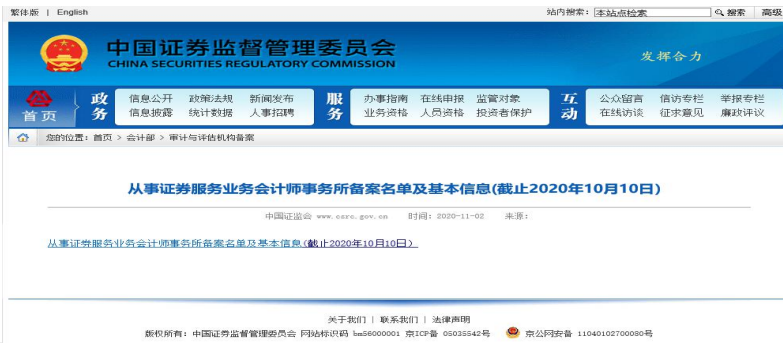 繁体版 | English 站内搜索: 本站点检索 搜索 高级
中国证券监督管理委员会
CHINA SECURITIES REGULATORY COMMISSION
发挥合力
首页
政务
信息公开 政策法规 新闻发布
信息披露 统计数据 人事招聘
服务
办事指南 在线申报 监管对象
业务资格 人员资格 投资者保护
互动
公众留言 信访专栏 举报专栏
在线访谈 征求意见 廉政评议
您的位置: 首页 > 会计部 > 审计与评估机构备案
从事证券服务业务会计师事务所备案名单及基本信息(截止2020年10月10日)
中国证监会 www.csrc.gov.cn 时间: 2020-11-02 来源:
从事证券服务业务会计师事务所备案名单及基本信息(截止2020年10月10日)
关于我们 | 联系我们 | 法律声明
版权所有: 中国证券监督管理委员会 网站标识码 bm56000001 京ICP备 05035542号 京公网安备 11040102700080号